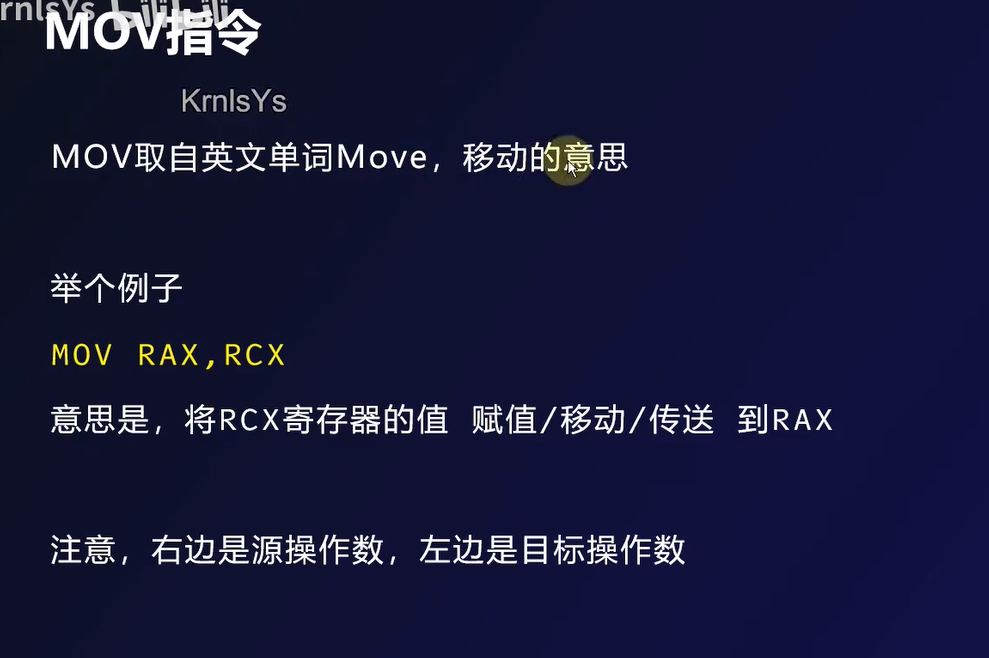 rnlsYs bilibili
MOV指令
KrnlsYs
MOV取自英文单词Move，移动的意思
举个例子
MOV RAX,RCX
意思是，将RCX寄存器的值 赋值/移动/传送 到RAX
注意，右边是源操作数，左边是目标操作数